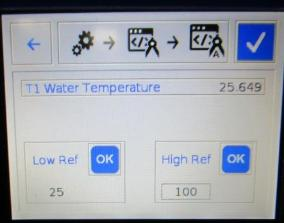 T1 Water Temperature 25.649
Low Ref OK
High Ref OK
25
100